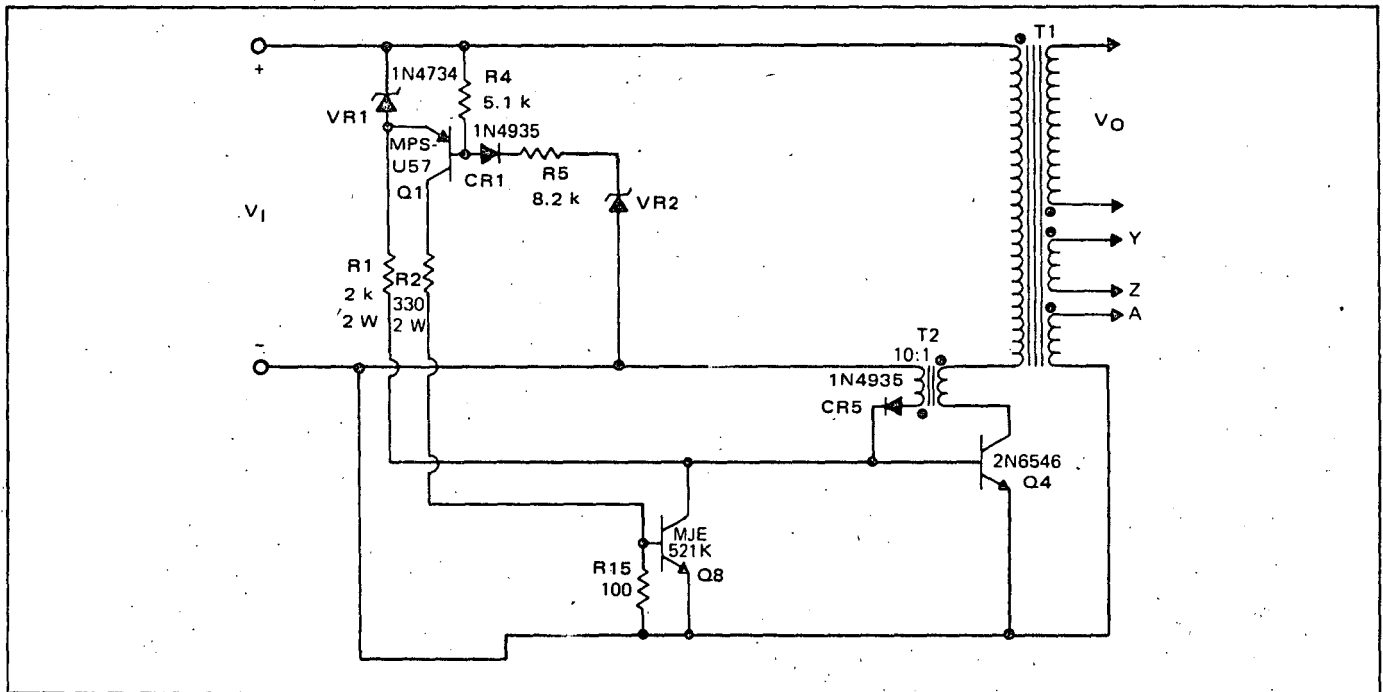 T1
+
1N4734
R4
5.1 k
VR1
1N4935
MPS-
U57
Q1
CR1
R5
8.2 k
VR2
VO
VI
Y
Z
A
R1
2 k
2 W
R2
330
2 W
-
T2
10:1
1N4935
CR5
2N6546
Q4
MJE
521K
Q8
R15
100